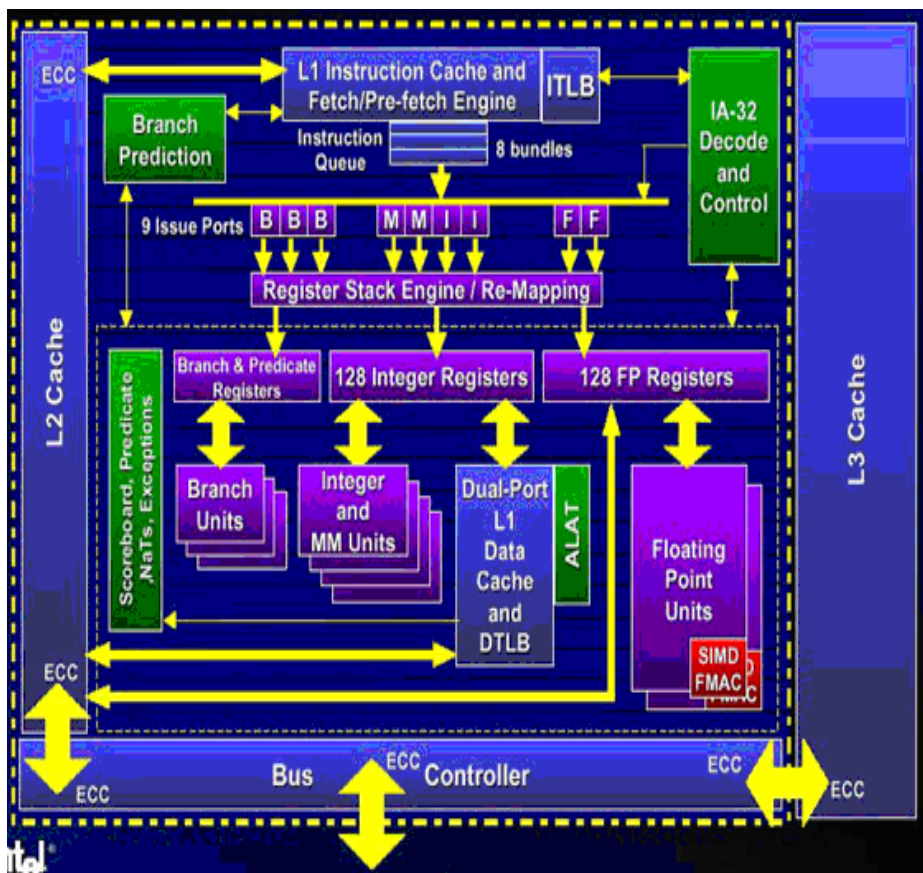 ECC
L1 Instruction Cache and
Fetch/Pre-fetch Engine
ITLB
IA-32
Decode
and
Control
Branch
Prediction
Instruction
Queue
8 bundles
9 Issue Ports
B B B M M I I F F
Register Stack Engine / Re-Mapping
L2 Cache
L3 Cache
Scoreboard, Predicate
,NaTs, Exceptions
Branch & Predicate
Registers
128 Integer Registers
128 FP Registers
Branch
Units
Integer
and
MM Units
Dual-Port
L1
Data
Cache
and
DTLB
ALAT
Floating
Point
Units
SIMD
FMAC
D
FMAC
ECC
ECC
Bus Controller
ECC
ECC
ECC
ntel